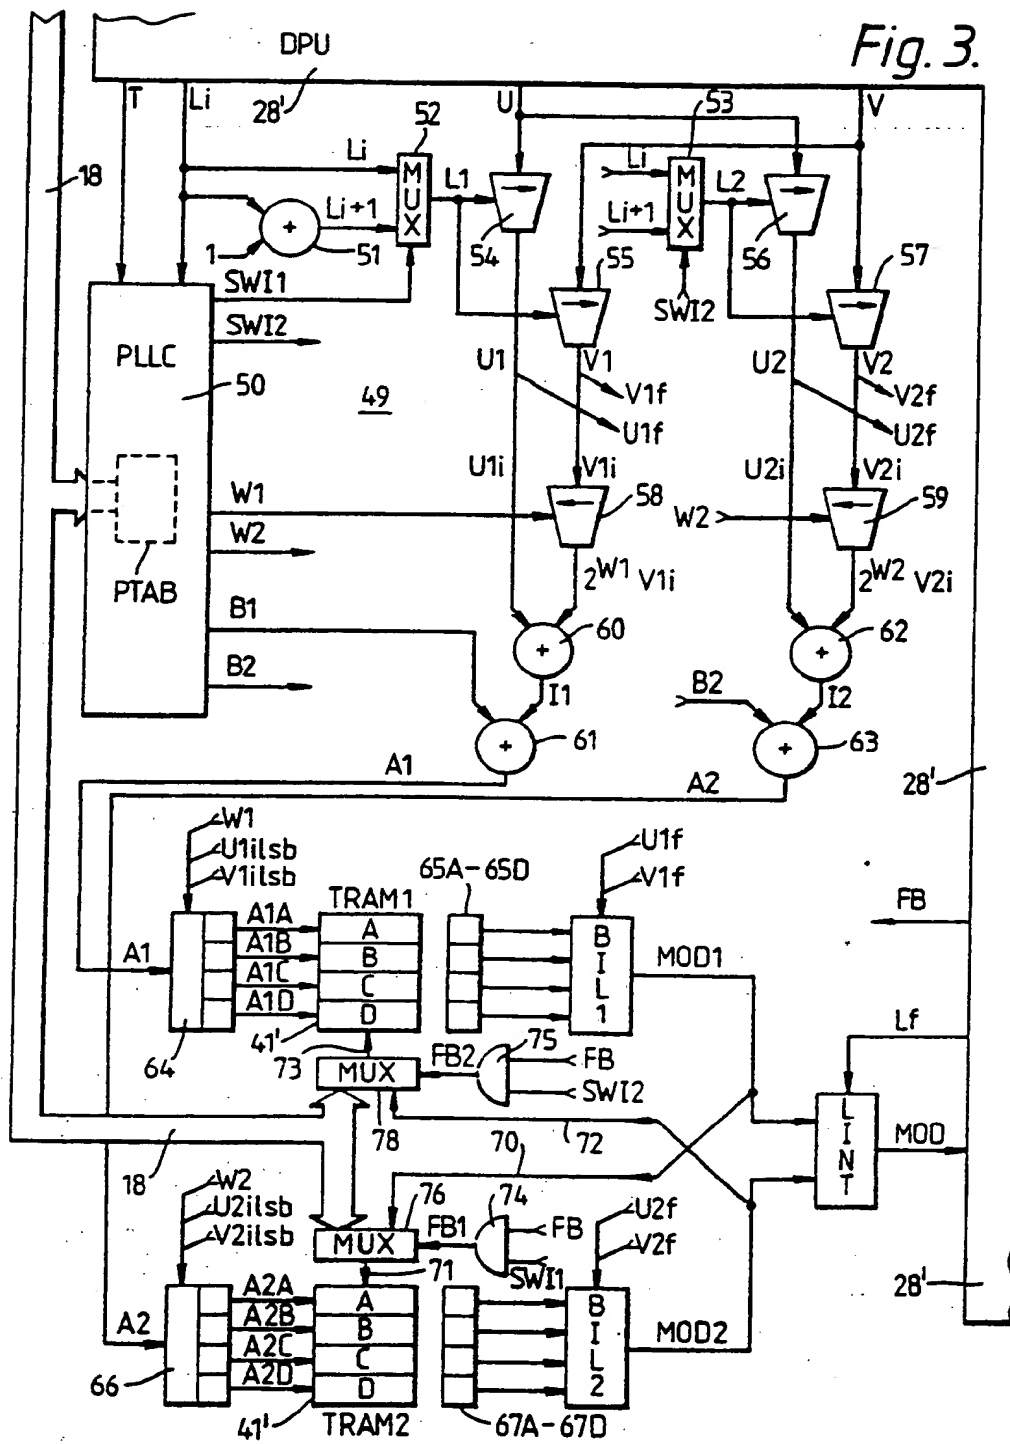 Fig. 3.
DPU
28'
T
Li
U
V
53
52
18
Li
MUX
L1
Li
MUX
L2
Li+1
Li+1
1
+
51
54
55
56
57
SWI1
SWI2
SWI2
PLLC
50
49
U1
V1
V1f
U1f
U2
V2
V2f
U2f
U1i
V1i
U2i
V2i
W1
58
W2
59
W2
PTAB
2^W1 V1i
2^W2 V2i
B1
+
60
+
62
B2
I1
B2
I2
+
61
+
63
A1
A2
28'
W1
U1ilsb
V1ilsb
65A-65D
U1f
V1f
TRAM1
FB
A1
A1A
A1B
A1C
A1D
A
B
C
D
BIL1
MOD1
64
41'
73
75
Lf
MUX
FB2
FB
SWI2
78
72
LINT
MOD
18
70
W2
U2ilsb
V2ilsb
76
74
FB1
FB
SWI1
U2f
V2f
MUX
71
28'
A2
A2A
A2B
A2C
A2D
A
B
C
D
BIL2
MOD2
66
41'
TRAM2
67A-67D